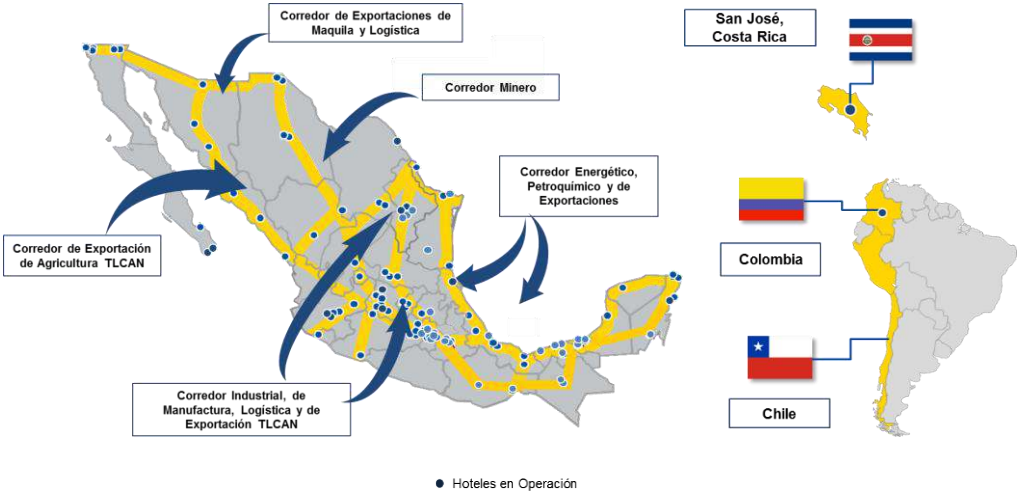 Corredor de Exportaciones de
Maquila y Logística
San José,
Costa Rica
Corredor Minero
Corredor Energético,
Petroquímico y de
Exportaciones
Corredor de Exportación
de Agricultura TLCAN
Colombia
Corredor Industrial, de
Manufactura, Logística y de
Exportación TLCAN
Chile
Hoteles en Operación